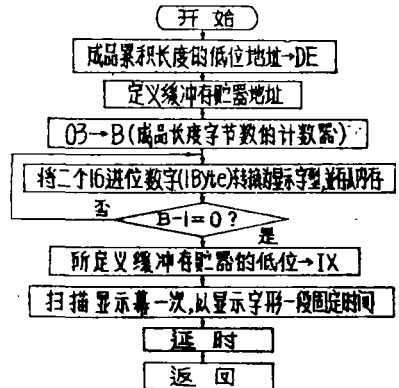 开始
成品累积长度的低位地址→DE
定义缓冲存贮器地址
03→B(成品长度字节数的计数器)
将二个16进位数字(1Byte)转换为显示字型,並存入内存
否
B-1=0?
是
所定义缓冲存贮器的低位→IX
扫描显示幕一次,以显示字形一段固定时间
延时
返回